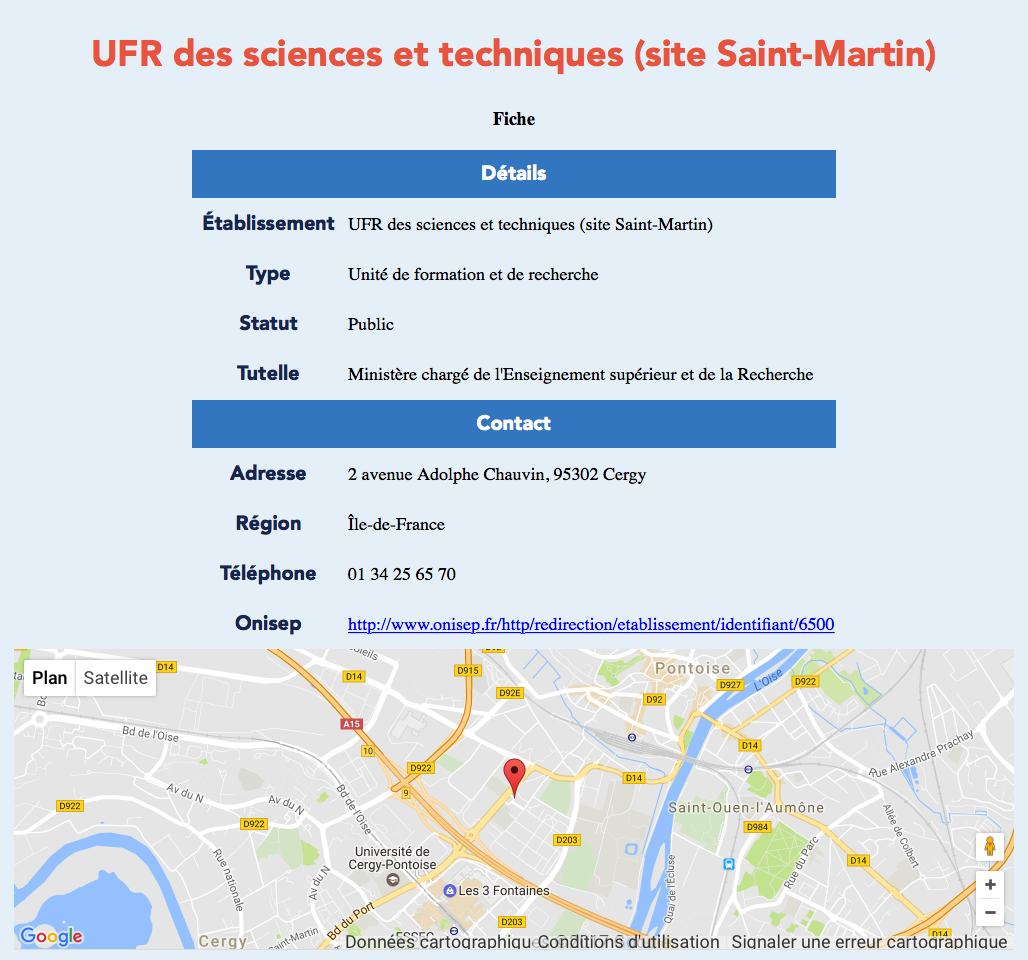 UFR des sciences et techniques (site Saint-Martin)
Fiche
Détails
Établissement UFR des sciences et techniques (site Saint-Martin)
Type Unité de formation et de recherche
Statut Public
Tutelle Ministère chargé de l'Enseignement supérieur et de la Recherche
Contact
Adresse 2 avenue Adolphe Chauvin, 95302 Cergy
Région Île-de-France
Téléphone 01 34 25 65 70
Onisep http://www.onisep.fr/http/redirection/etablissement/identifiant/6500
Plan Satellite
D14
D14
D915
D92E
D92
Pontoise
D927
L'Oise
D922
A15
Bd de l'Oise
10
D922
9
D14
D14
Rue Alexandre Prachay
D922
Av du N
Av du N
D922
Bd de l'Oise
Saint-Ouen-l'Aumône
D984
D203
Allée de Colbert
Rue nationale
Av du N
Université de
Cergy-Pontoise
Les 3 Fontaines
Quai de l'Écluse
Rue du Parc
D14
Bd du Port
D203
D14
Google
Cergy
Saint-Martin
ESSEC
Données cartographiqu
Conditions d'utilisation
Signaler une erreur cartographique
+
−